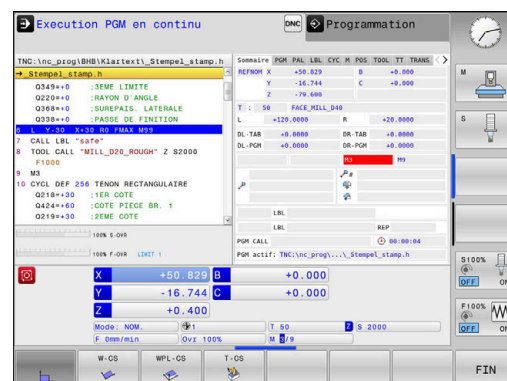 Execution PGM en continu
DNC
Programmation
TNC:\nc_prog\BHB\Klartext\_Stempel_stamp.h
→ _Stempel_stamp.h
Q349=+0 ;3EME LIMITE
Q220=+0 ;RAYON D'ANGLE
Q368=+0 ;SUREPAIS. LATERALE
Q338=+0 ;PASSE DE FINITION
6 L Y-30 X+30 R0 FMAX M99
7 CALL LBL "safe"
8 TOOL CALL "MILL_D20_ROUGH" Z S2000
F1000
9 M3
10 CYCL DEF 256 TENON RECTANGULAIRE
Q218=+30 ;1ER COTE
Q424=+60 ;COTE PIECE BR. 1
Q219=+30 ;2EME COTE
100% S-OVR
100% F-OVR LIMIT 1
Sommaire PGM PAL LBL CYC M POS TOOL TT TRANS
REFNOM X +50.829 B +0.000
Y -16.744 C +0.000
Z -79.600
T : 50 FACE_MILL_D40
L +120.0000 R +20.0000
DL-TAB +0.0000 DR-TAB +0.0000
DL-PGM +0.0000 DR-PGM +0.0000
M3 M9
LBL
LBL REP
PGM CALL 00:00:04
PGM actif: TNC:\nc_prog\...\_Stempel_stamp.h
X +50.829 B +0.000
Y -16.744 C +0.000
Z +0.400
Mode: NOM. 1 T 50 Z S 2000
F 0mm/min Ovr 100% M 5/9
W-CS
WPL-CS
T-CS
FIN
M
S
S100%
OFF ON
F100%
OFF ON